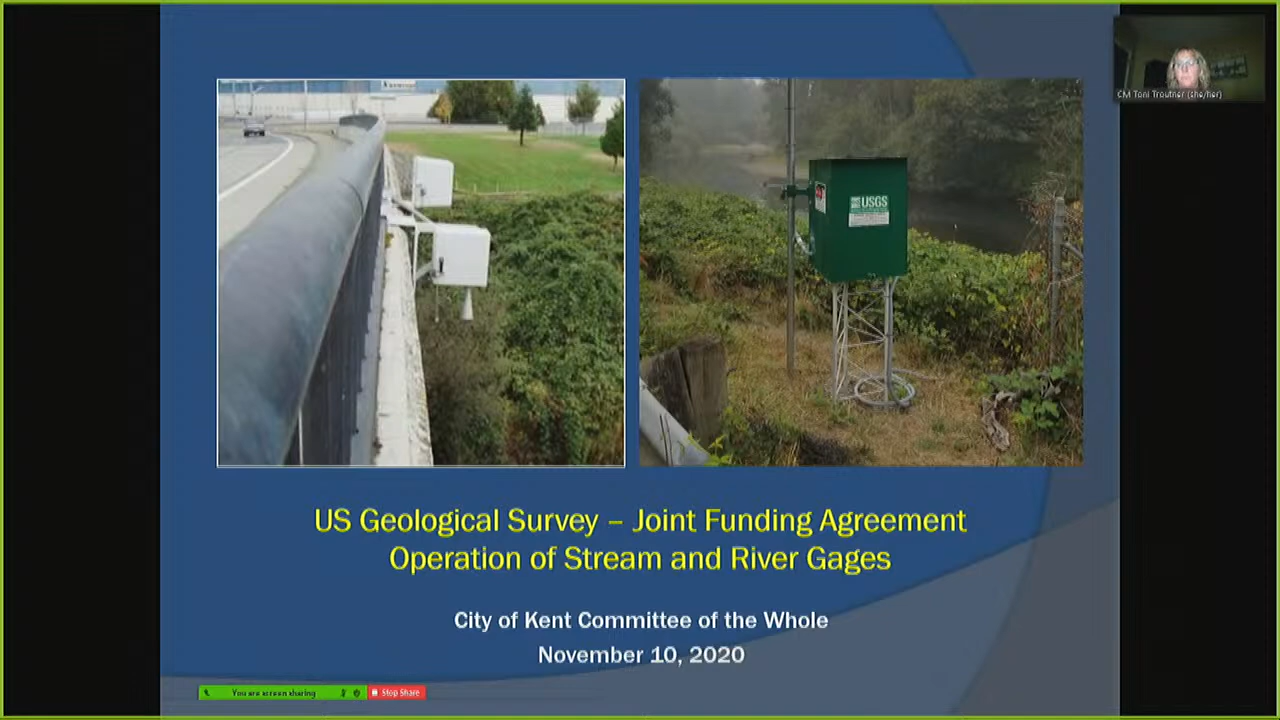 CM Toni Troutner (she/her)
USGS
US Geological Survey – Joint Funding Agreement
Operation of Stream and River Gages
City of Kent Committee of the Whole
November 10, 2020
You are screen sharing
Stop Share